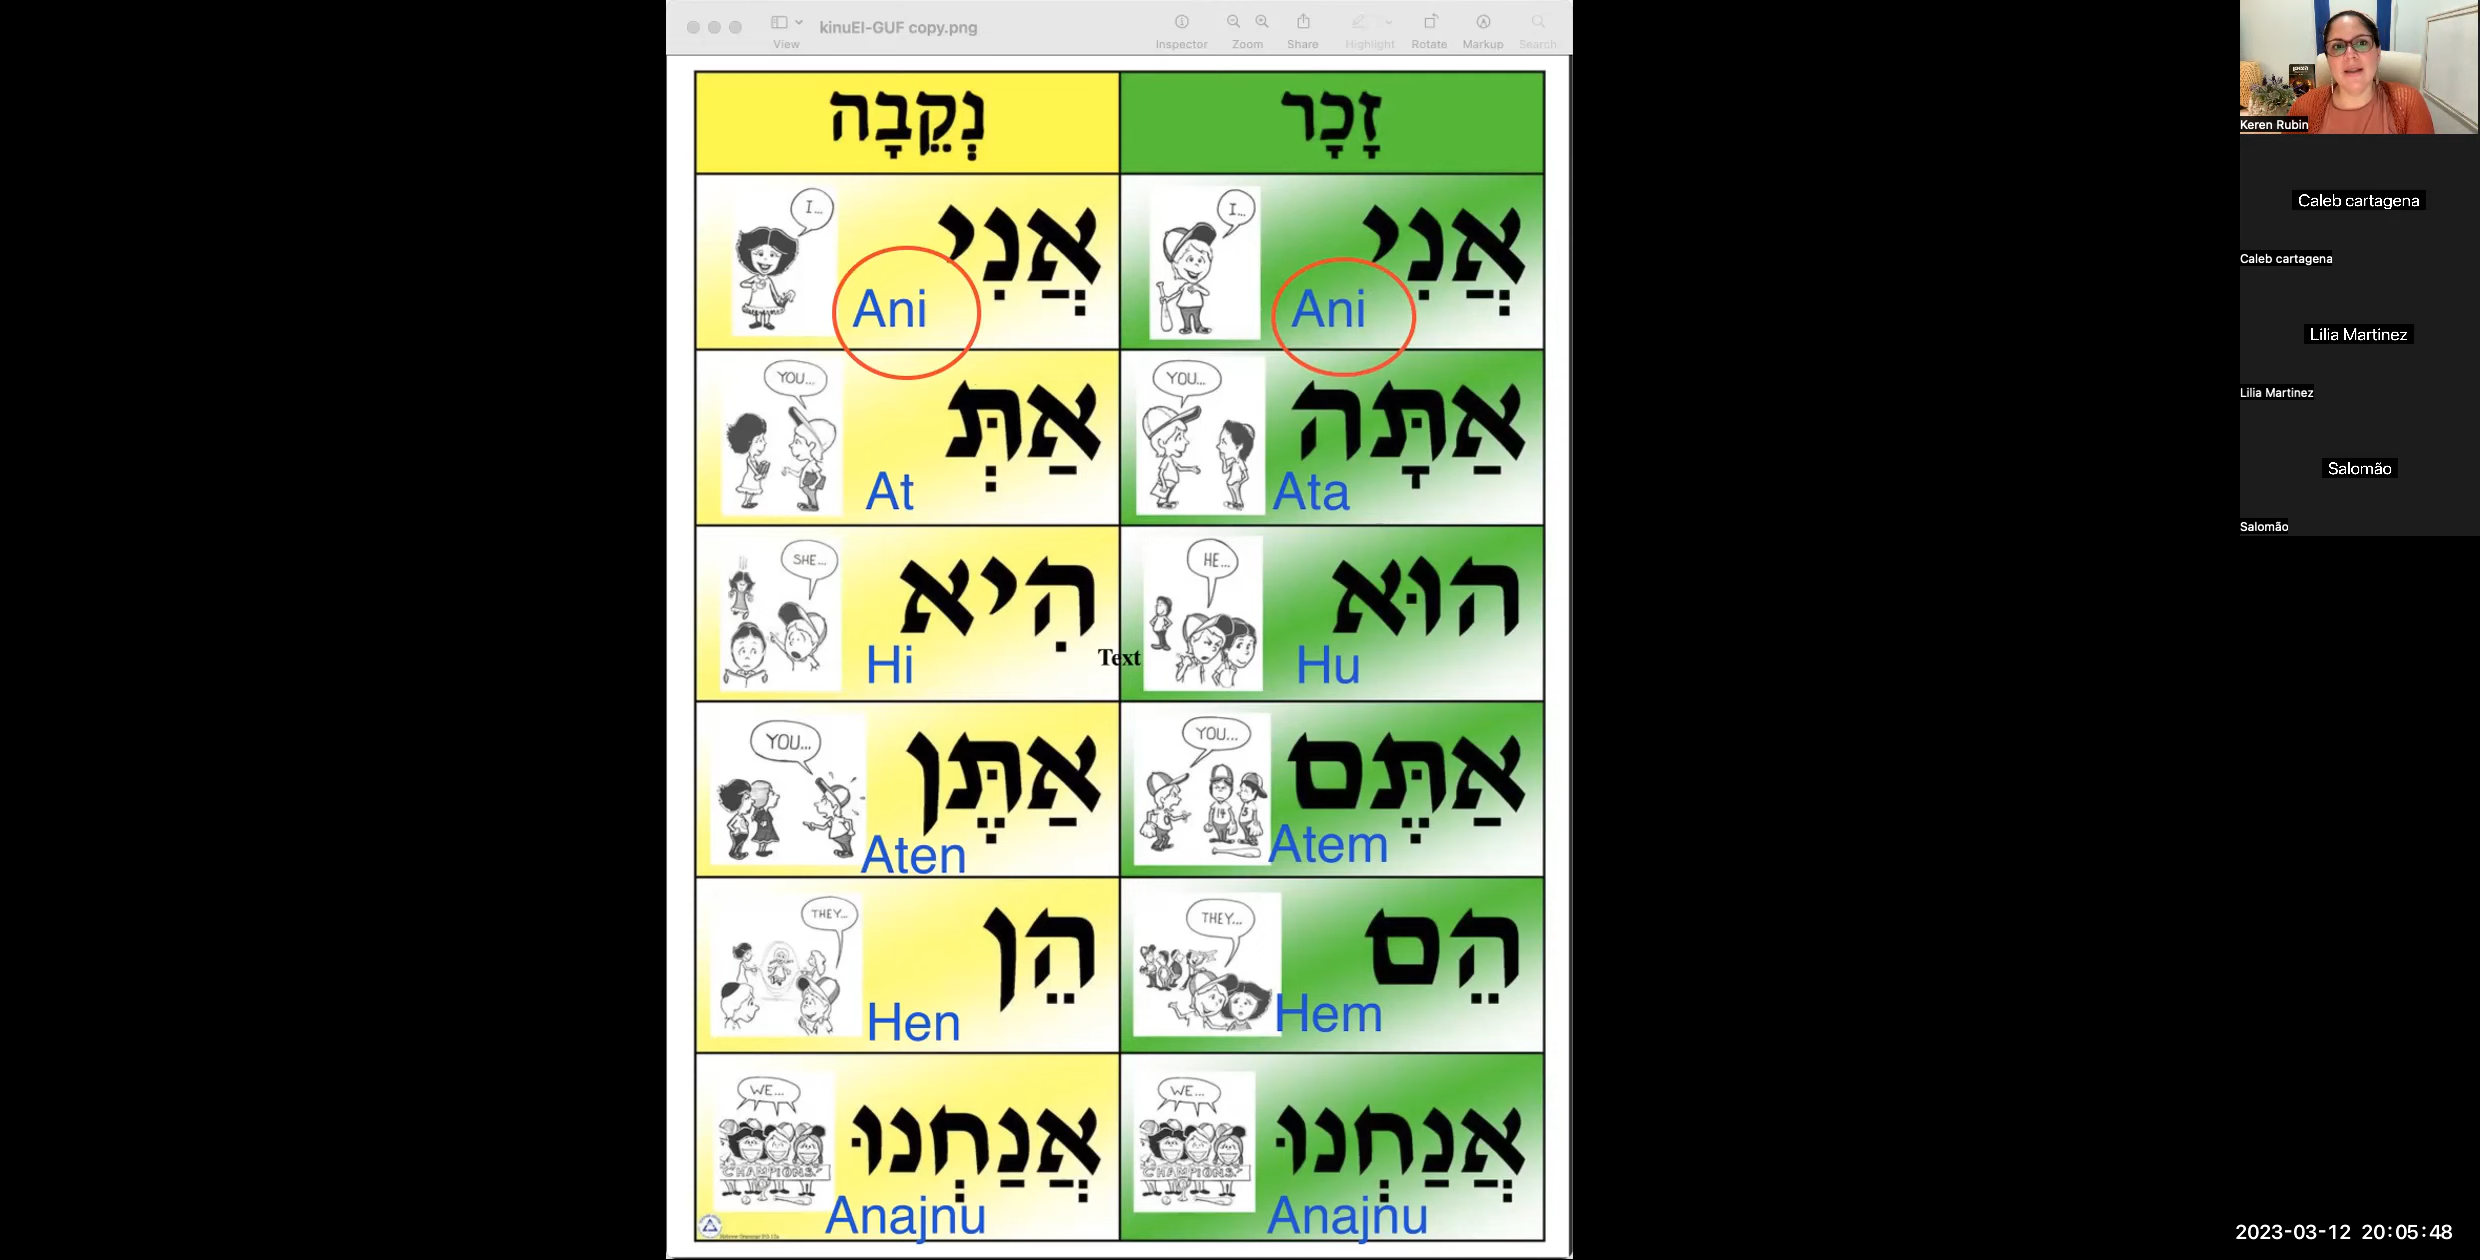 kinuEl-GUF copy.png
View
Inspector
Zoom
Share
Highlight
Rotate
Markup
Search
נְקֵבָה
זָכָר
I...
אֲנִי
Ani
I...
אֲנִי
Ani
YOU...
אַתְּ
At
YOU...
אַתָּה
Ata
SHE...
הִיא
Hi
HE...
הוּא
Hu
Text
YOU...
אַתֶּן
Aten
YOU...
אַתֶּם
Atem
THEY...
הֵן
Hen
THEY...
הֵם
Hem
WE...
אֲנַחְנוּ
CHAMPIONS
Anajnu
WE...
אֲנַחְנוּ
CHAMPIONS
Anajnu
Keren Rubin
Caleb cartagena
Caleb cartagena
Lilia Martinez
Lilia Martinez
Salomão
Salomão
2023-03-12 20:05:48